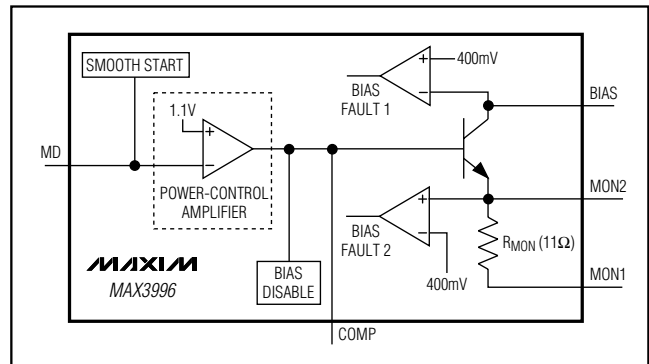 SMOOTH START
400mV
BIAS
FAULT 1
BIAS
1.1V
MD
POWER-CONTROL
AMPLIFIER
MON2
BIAS
FAULT 2
RMON (11Ω)
400mV
MAXIM
MAX3996
BIAS
DISABLE
MON1
COMP